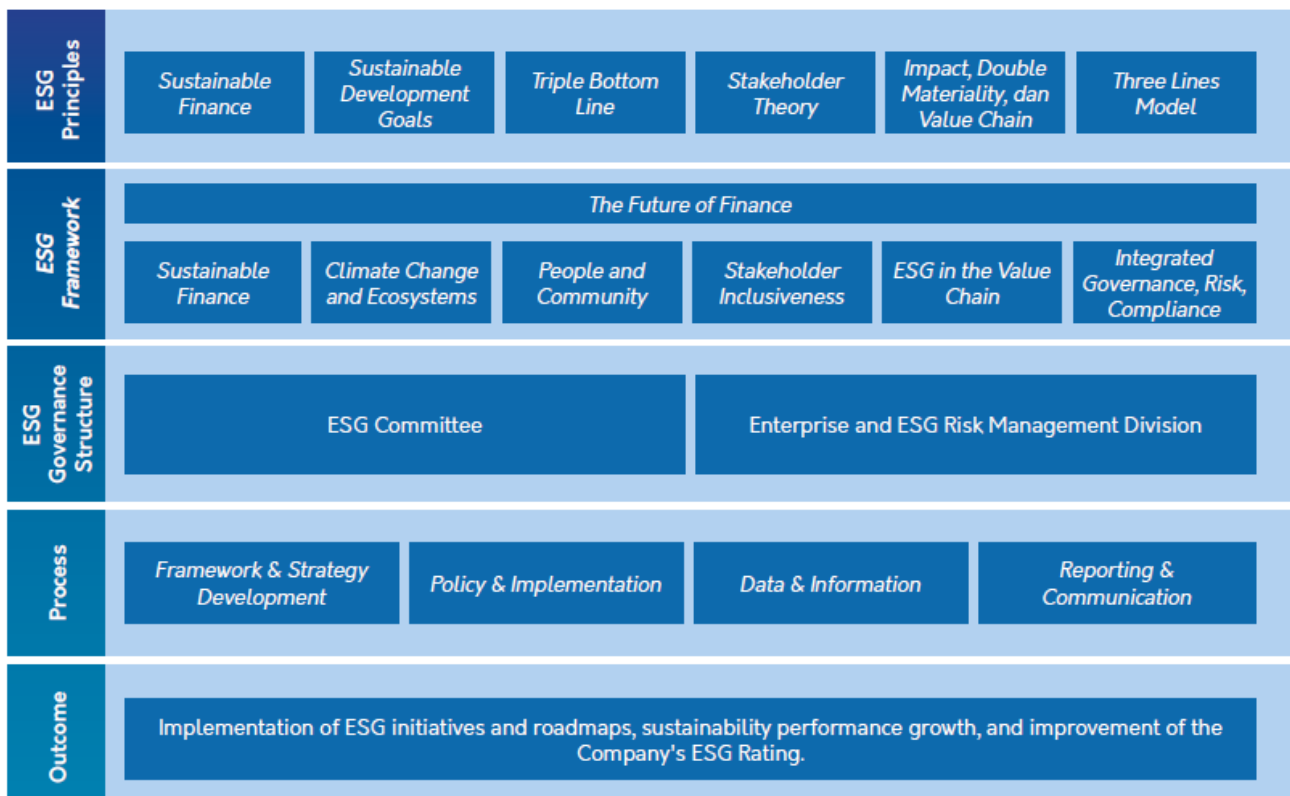 ESG
Principles
Sustainable
Finance
Sustainable
Development
Goals
Triple Bottom
Line
Stakeholder
Theory
Impact, Double
Materiality, dan
Value Chain
Three Lines
Model
ESG
Framework
The Future of Finance
Sustainable
Finance
Climate Change
and Ecosystems
People and
Community
Stakeholder
Inclusiveness
ESG in the Value
Chain
Integrated
Governance, Risk,
Compliance
ESG
Governance
Structure
ESG Committee
Enterprise and ESG Risk Management Division
Process
Framework & Strategy
Development
Policy & Implementation
Data & Information
Reporting &
Communication
Outcome
Implementation of ESG initiatives and roadmaps, sustainability performance growth, and improvement of the
Company's ESG Rating.